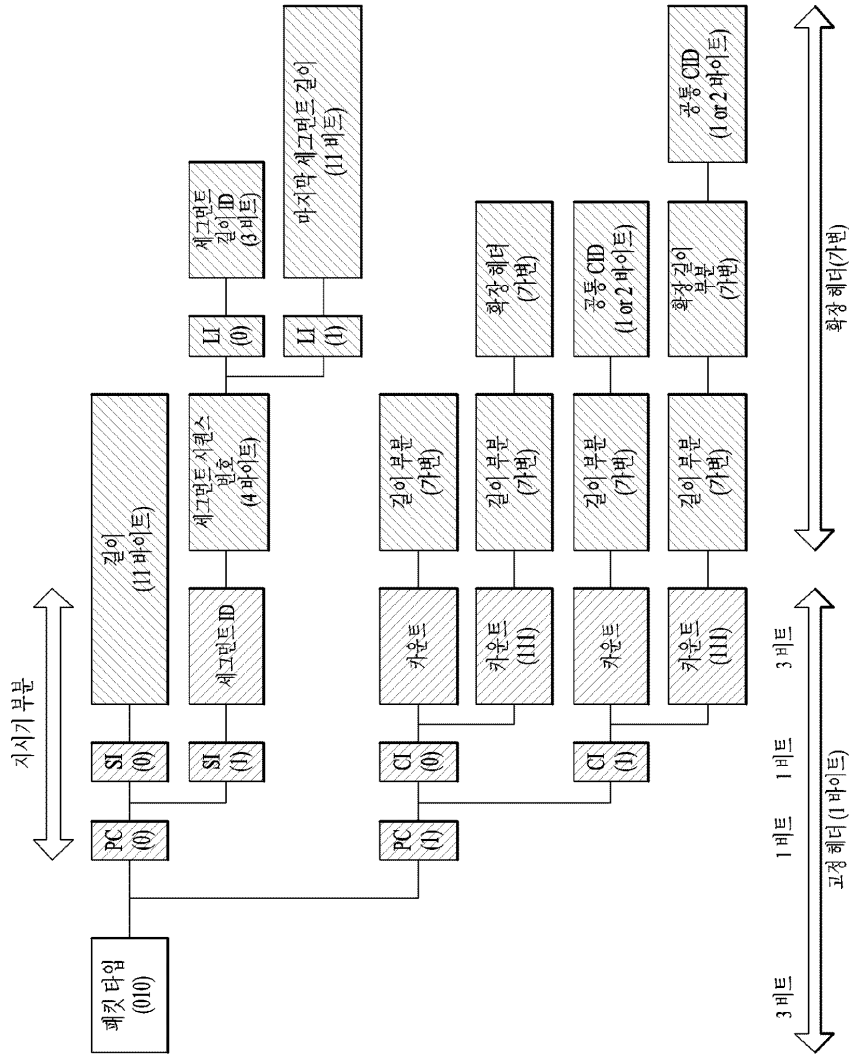 지시기 부분
패킷 타입
(010)
PC
(0)
SI
(0)
길이
(11 바이트)
SI
(1)
세그먼트 ID
세그먼트 시퀀스
번호
(4 바이트)
LI
(0)
세그먼트
길이 ID
(3 비트)
LI
(1)
마지막 세그먼트 길이
(11 비트)
PC
(1)
CI
(0)
카운트
길이 부분
(가변)
카운트
(111)
길이 부분
(가변)
확장 헤더
(가변)
CI
(1)
카운트
길이 부분
(가변)
공통 CID
(1 or 2 바이트)
카운트
(111)
길이 부분
(가변)
확장 길이
부분
(가변)
공통 CID
(1 or 2 바이트)
3 비트
1 비트
1 비트
3 비트
고정 헤더 (1 바이트)
확장 헤더(가변)